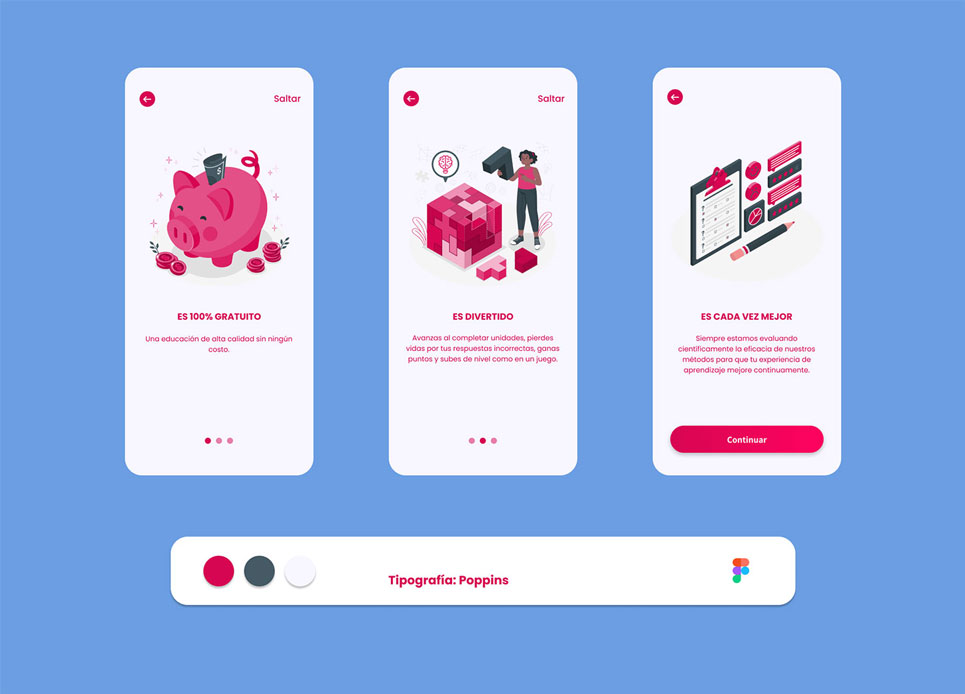 Saltar
ES 100% GRATUITO
Una educación de alta calidad sin ningún
costo.
Saltar
ES DIVERTIDO
Avanzas al completar unidades, pierdes
vidas por tus respuestas incorrectas, ganas
puntos y subes de nivel como en un juego.
ES CADA VEZ MEJOR
Siempre estamos evaluando
científicamente la eficacia de nuestros
métodos para que tu experiencia de
aprendizaje mejore continuamente.
Continuar
Tipografía: Poppins